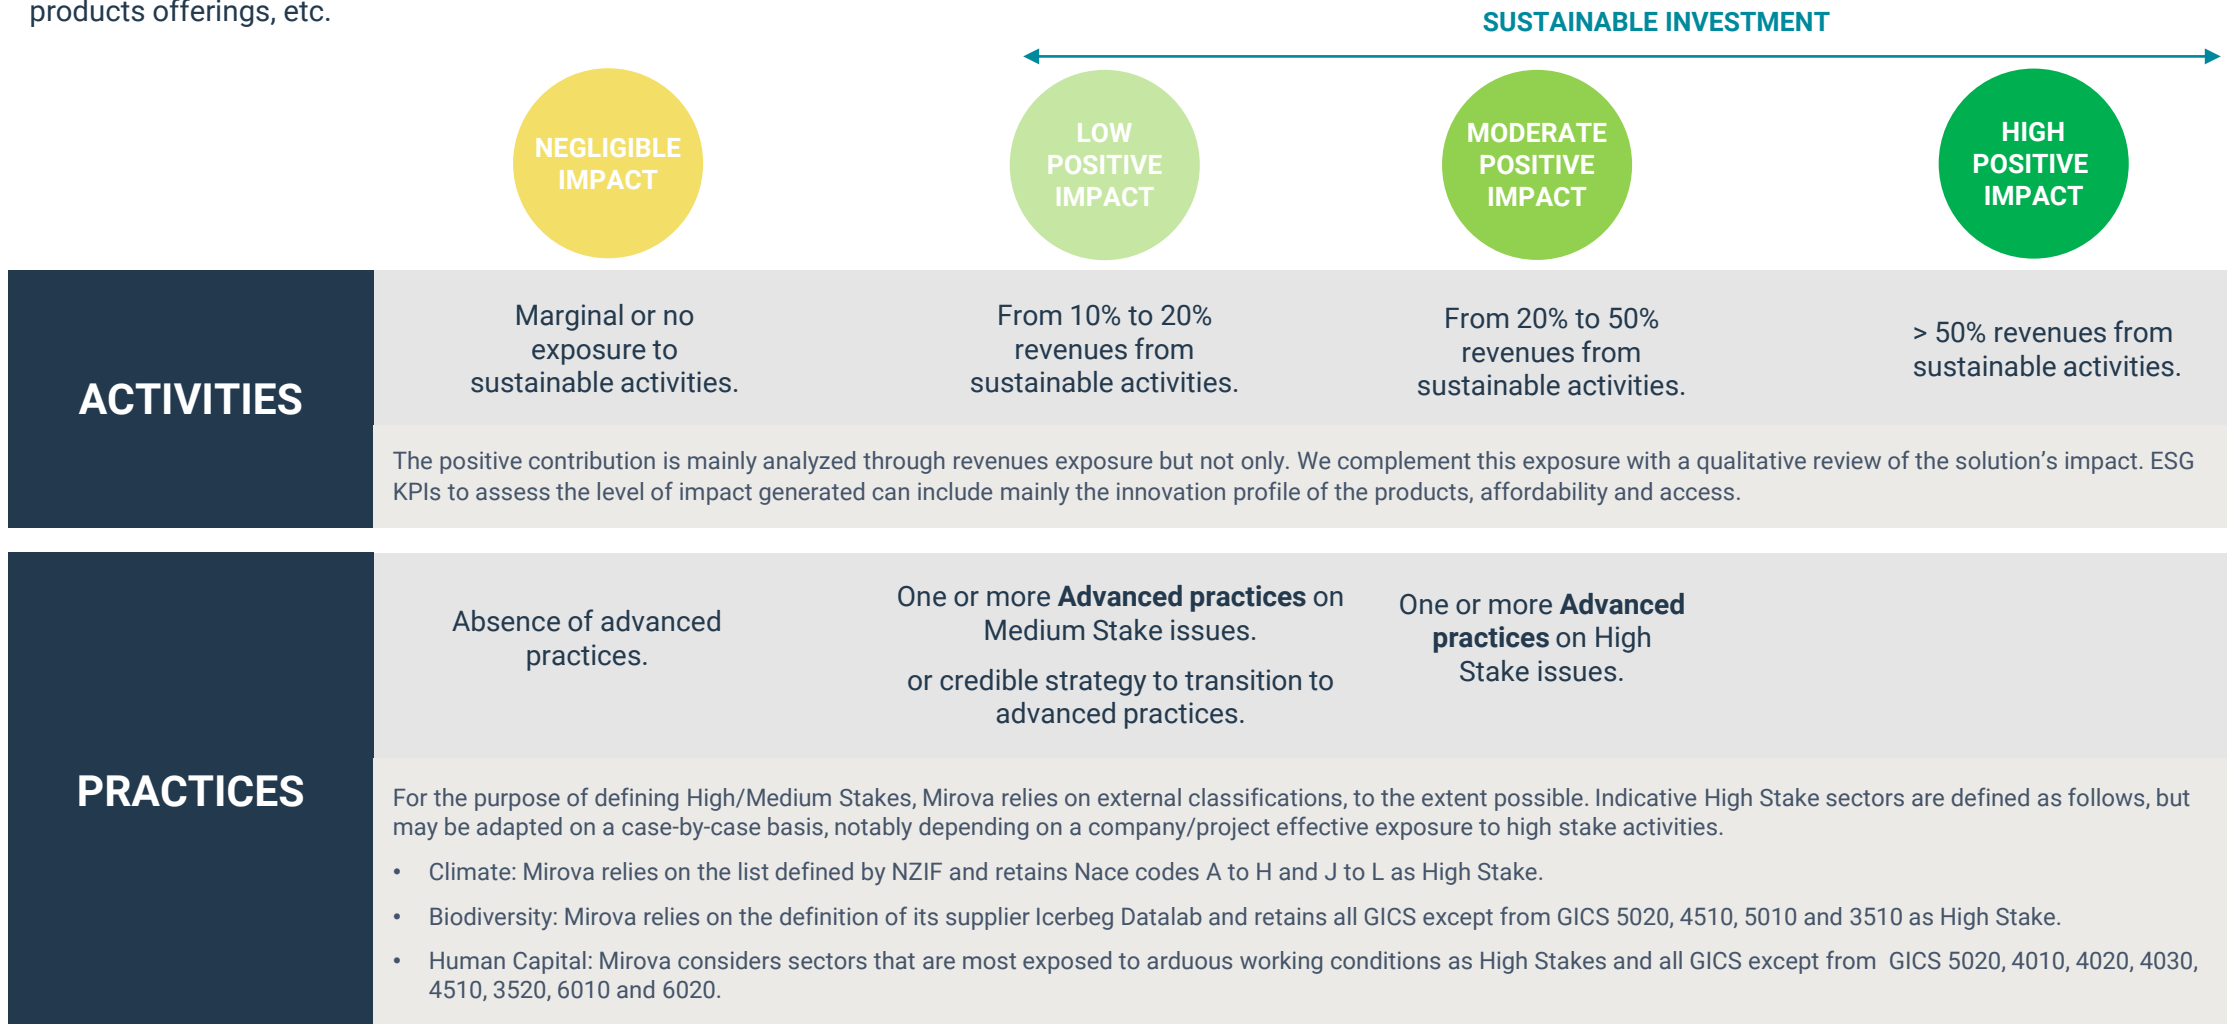 products offerings, etc.
SUSTAINABLE INVESTMENT
NEGLIGIBLE
IMPACT
LOW
POSITIVE
IMPACT
MODERATE
POSITIVE
IMPACT
HIGH
POSITIVE
IMPACT
ACTIVITIES
Marginal or no
exposure to
sustainable activities.
From 10% to 20%
revenues from
sustainable activities.
From 20% to 50%
revenues from
sustainable activities.
> 50% revenues from
sustainable activities.
The positive contribution is mainly analyzed through revenues exposure but not only. We complement this exposure with a qualitative review of the solution’s impact. ESG
KPIs to assess the level of impact generated can include mainly the innovation profile of the products, affordability and access.
PRACTICES
Absence of advanced
practices.
One or more Advanced practices on
Medium Stake issues.
or credible strategy to transition to
advanced practices.
One or more Advanced
practices on High
Stake issues.
For the purpose of defining High/Medium Stakes, Mirova relies on external classifications, to the extent possible. Indicative High Stake sectors are defined as follows, but
may be adapted on a case-by-case basis, notably depending on a company/project effective exposure to high stake activities.
• Climate: Mirova relies on the list defined by NZIF and retains Nace codes A to H and J to L as High Stake.
• Biodiversity: Mirova relies on the definition of its supplier Icerbeg Datalab and retains all GICS except from GICS 5020, 4510, 5010 and 3510 as High Stake.
• Human Capital: Mirova considers sectors that are most exposed to arduous working conditions as High Stakes and all GICS except from GICS 5020, 4010, 4020, 4030,
4510, 3520, 6010 and 6020.